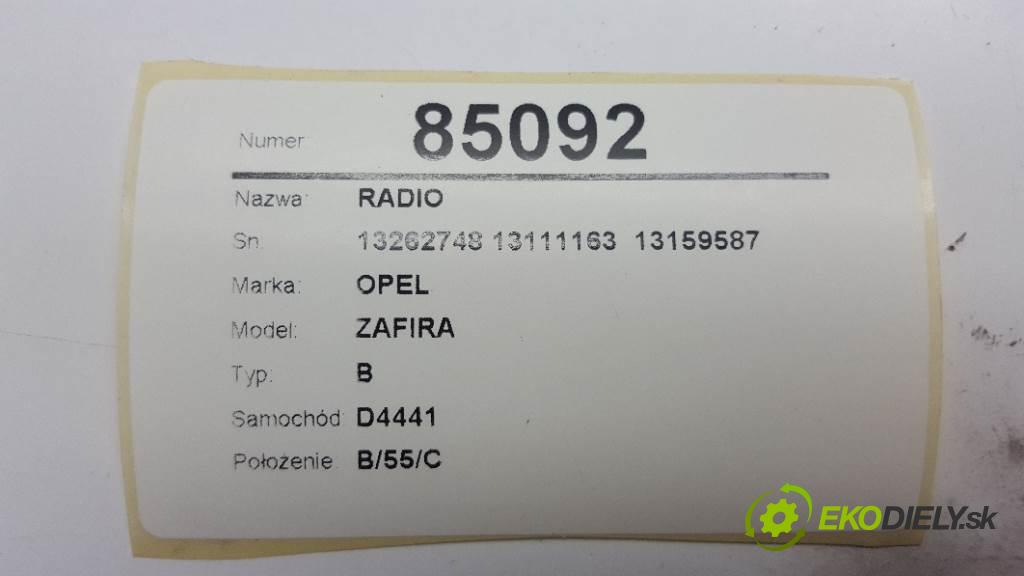 Numer: 85092
Nazwa: RADIO
Sn. 13262748 13111163 13159587
Marka: OPEL
Model: ZAFIRA
Typ: B
Samochód: D4441
Położenie: B/55/C
EKODIELY.sk